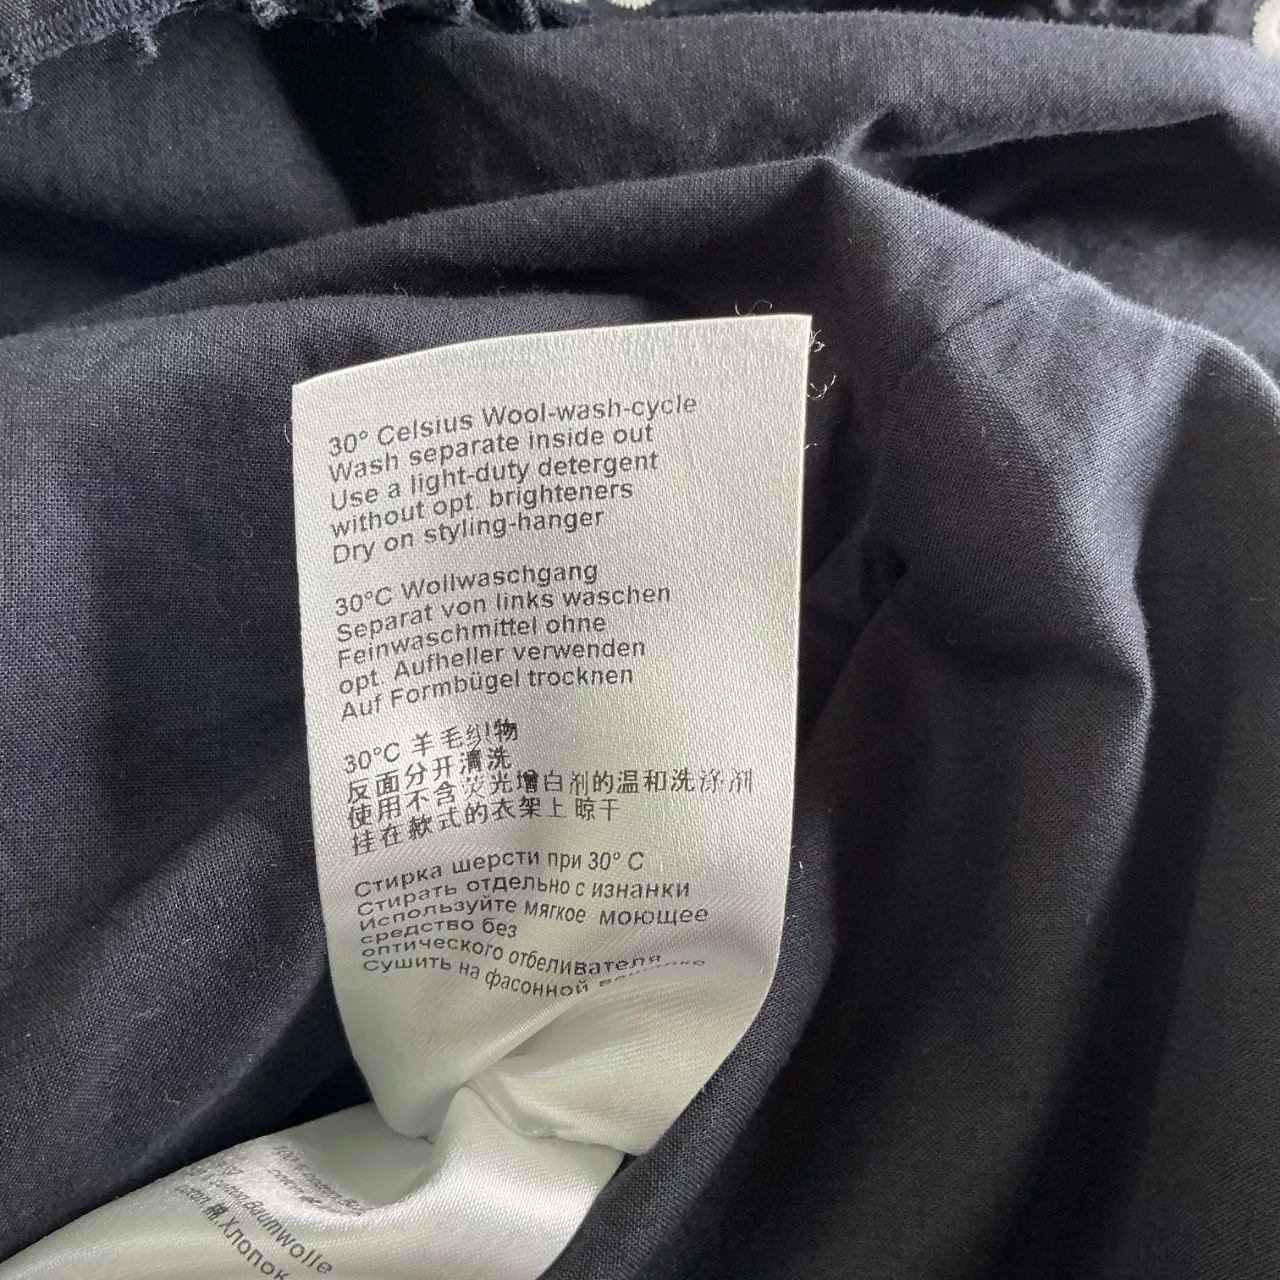 30° Celsius Wool-wash-cycle
Wash separate inside out
Use a light-duty detergent
without opt. brighteners
Dry on styling-hanger
30°C Wollwaschgang
Separat von links waschen
Feinwaschmittel ohne
opt. Aufheller verwenden
Auf Formbügel trocknen
30°C 羊毛织物
反面分开清洗
使用不含荧光增白剂的温和洗涤剂
挂在款式的衣架上晾干
Стирка шерсти при 30° C
Стирать отдельно с изнанки
Используйте мягкое моющее
средство без
оптического отбеливателя
Сушить на фасонной
Baumwolle
棉,Хлопок